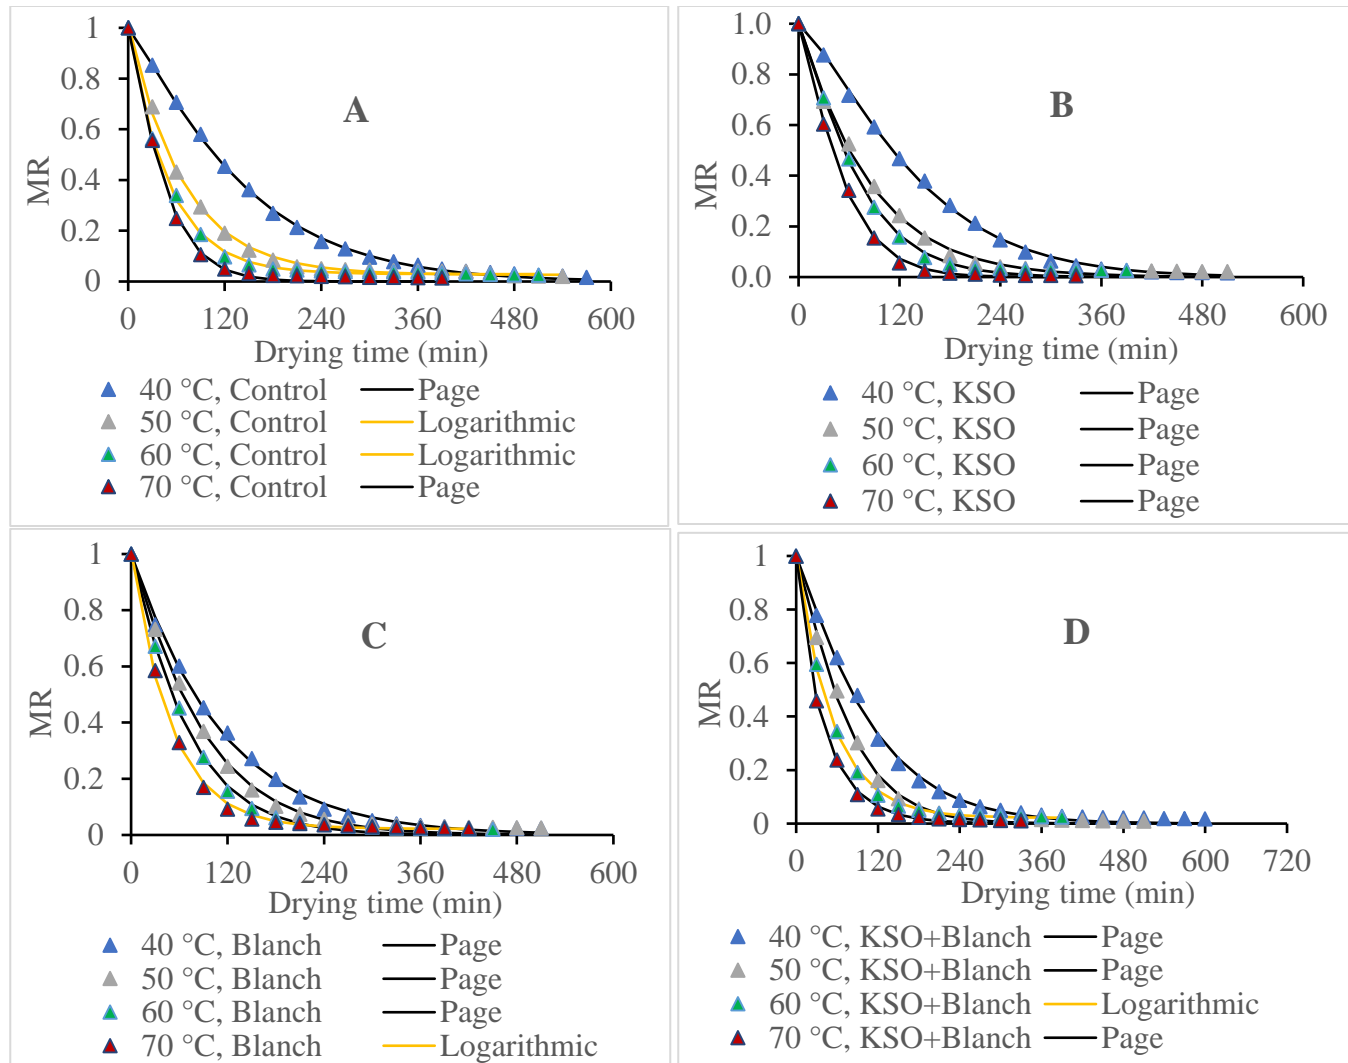 A
MR
1
0.8
0.6
0.4
0.2
0
0 120 240 360 480 600
Drying time (min)
40 °C, Control Page
50 °C, Control Logarithmic
60 °C, Control Logarithmic
70 °C, Control Page
B
MR
1.0
0.8
0.6
0.4
0.2
0.0
0 120 240 360 480 600
Drying time (min)
40 °C, KSO Page
50 °C, KSO Page
60 °C, KSO Page
70 °C, KSO Page
C
MR
1
0.8
0.6
0.4
0.2
0
0 120 240 360 480 600
Drying time (min)
40 °C, Blanch Page
50 °C, Blanch Page
60 °C, Blanch Page
70 °C, Blanch Logarithmic
D
MR
1
0.8
0.6
0.4
0.2
0
0 120 240 360 480 600 720
Drying time (min)
40 °C, KSO+Blanch Page
50 °C, KSO+Blanch Page
60 °C, KSO+Blanch Logarithmic
70 °C, KSO+Blanch Page